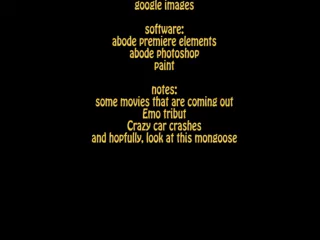 google images
software:
abode premiere elements
abode photoshop
paint
notes:
some movies that are coming out
Emo tribut
Crazy car crashes
and hopfully, look at this mongoose